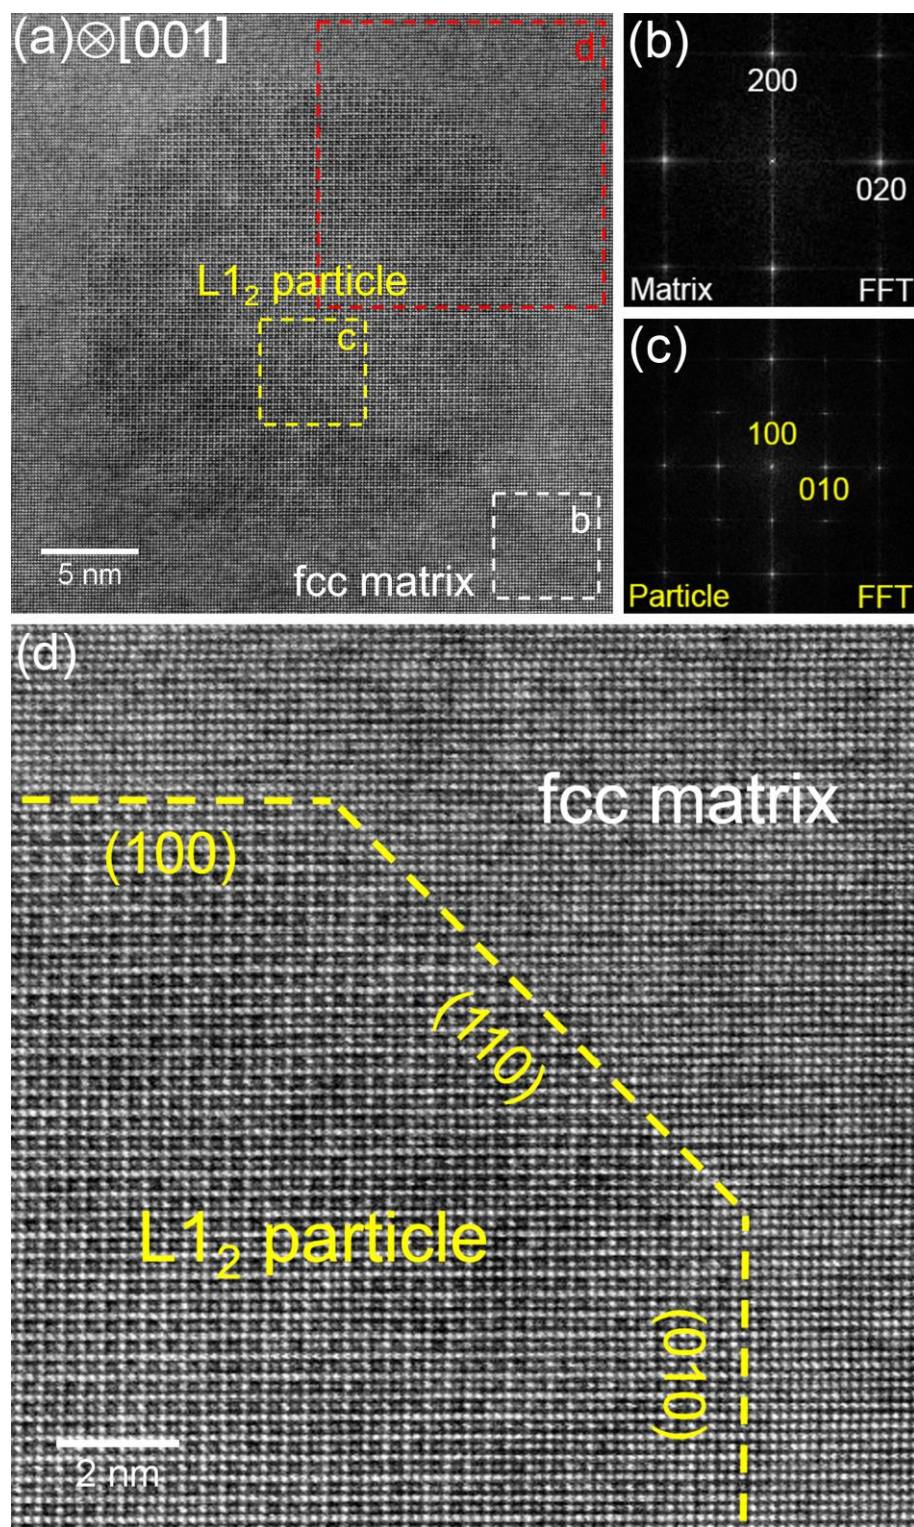 (a)⊗[001]
d
L1₂ particle
c
b
5 nm
fcc matrix
(b)
200
020
Matrix
FFT
(c)
100
010
Particle
FFT
(d)
fcc matrix
(100)
(110)
L1₂ particle
(010)
2 nm